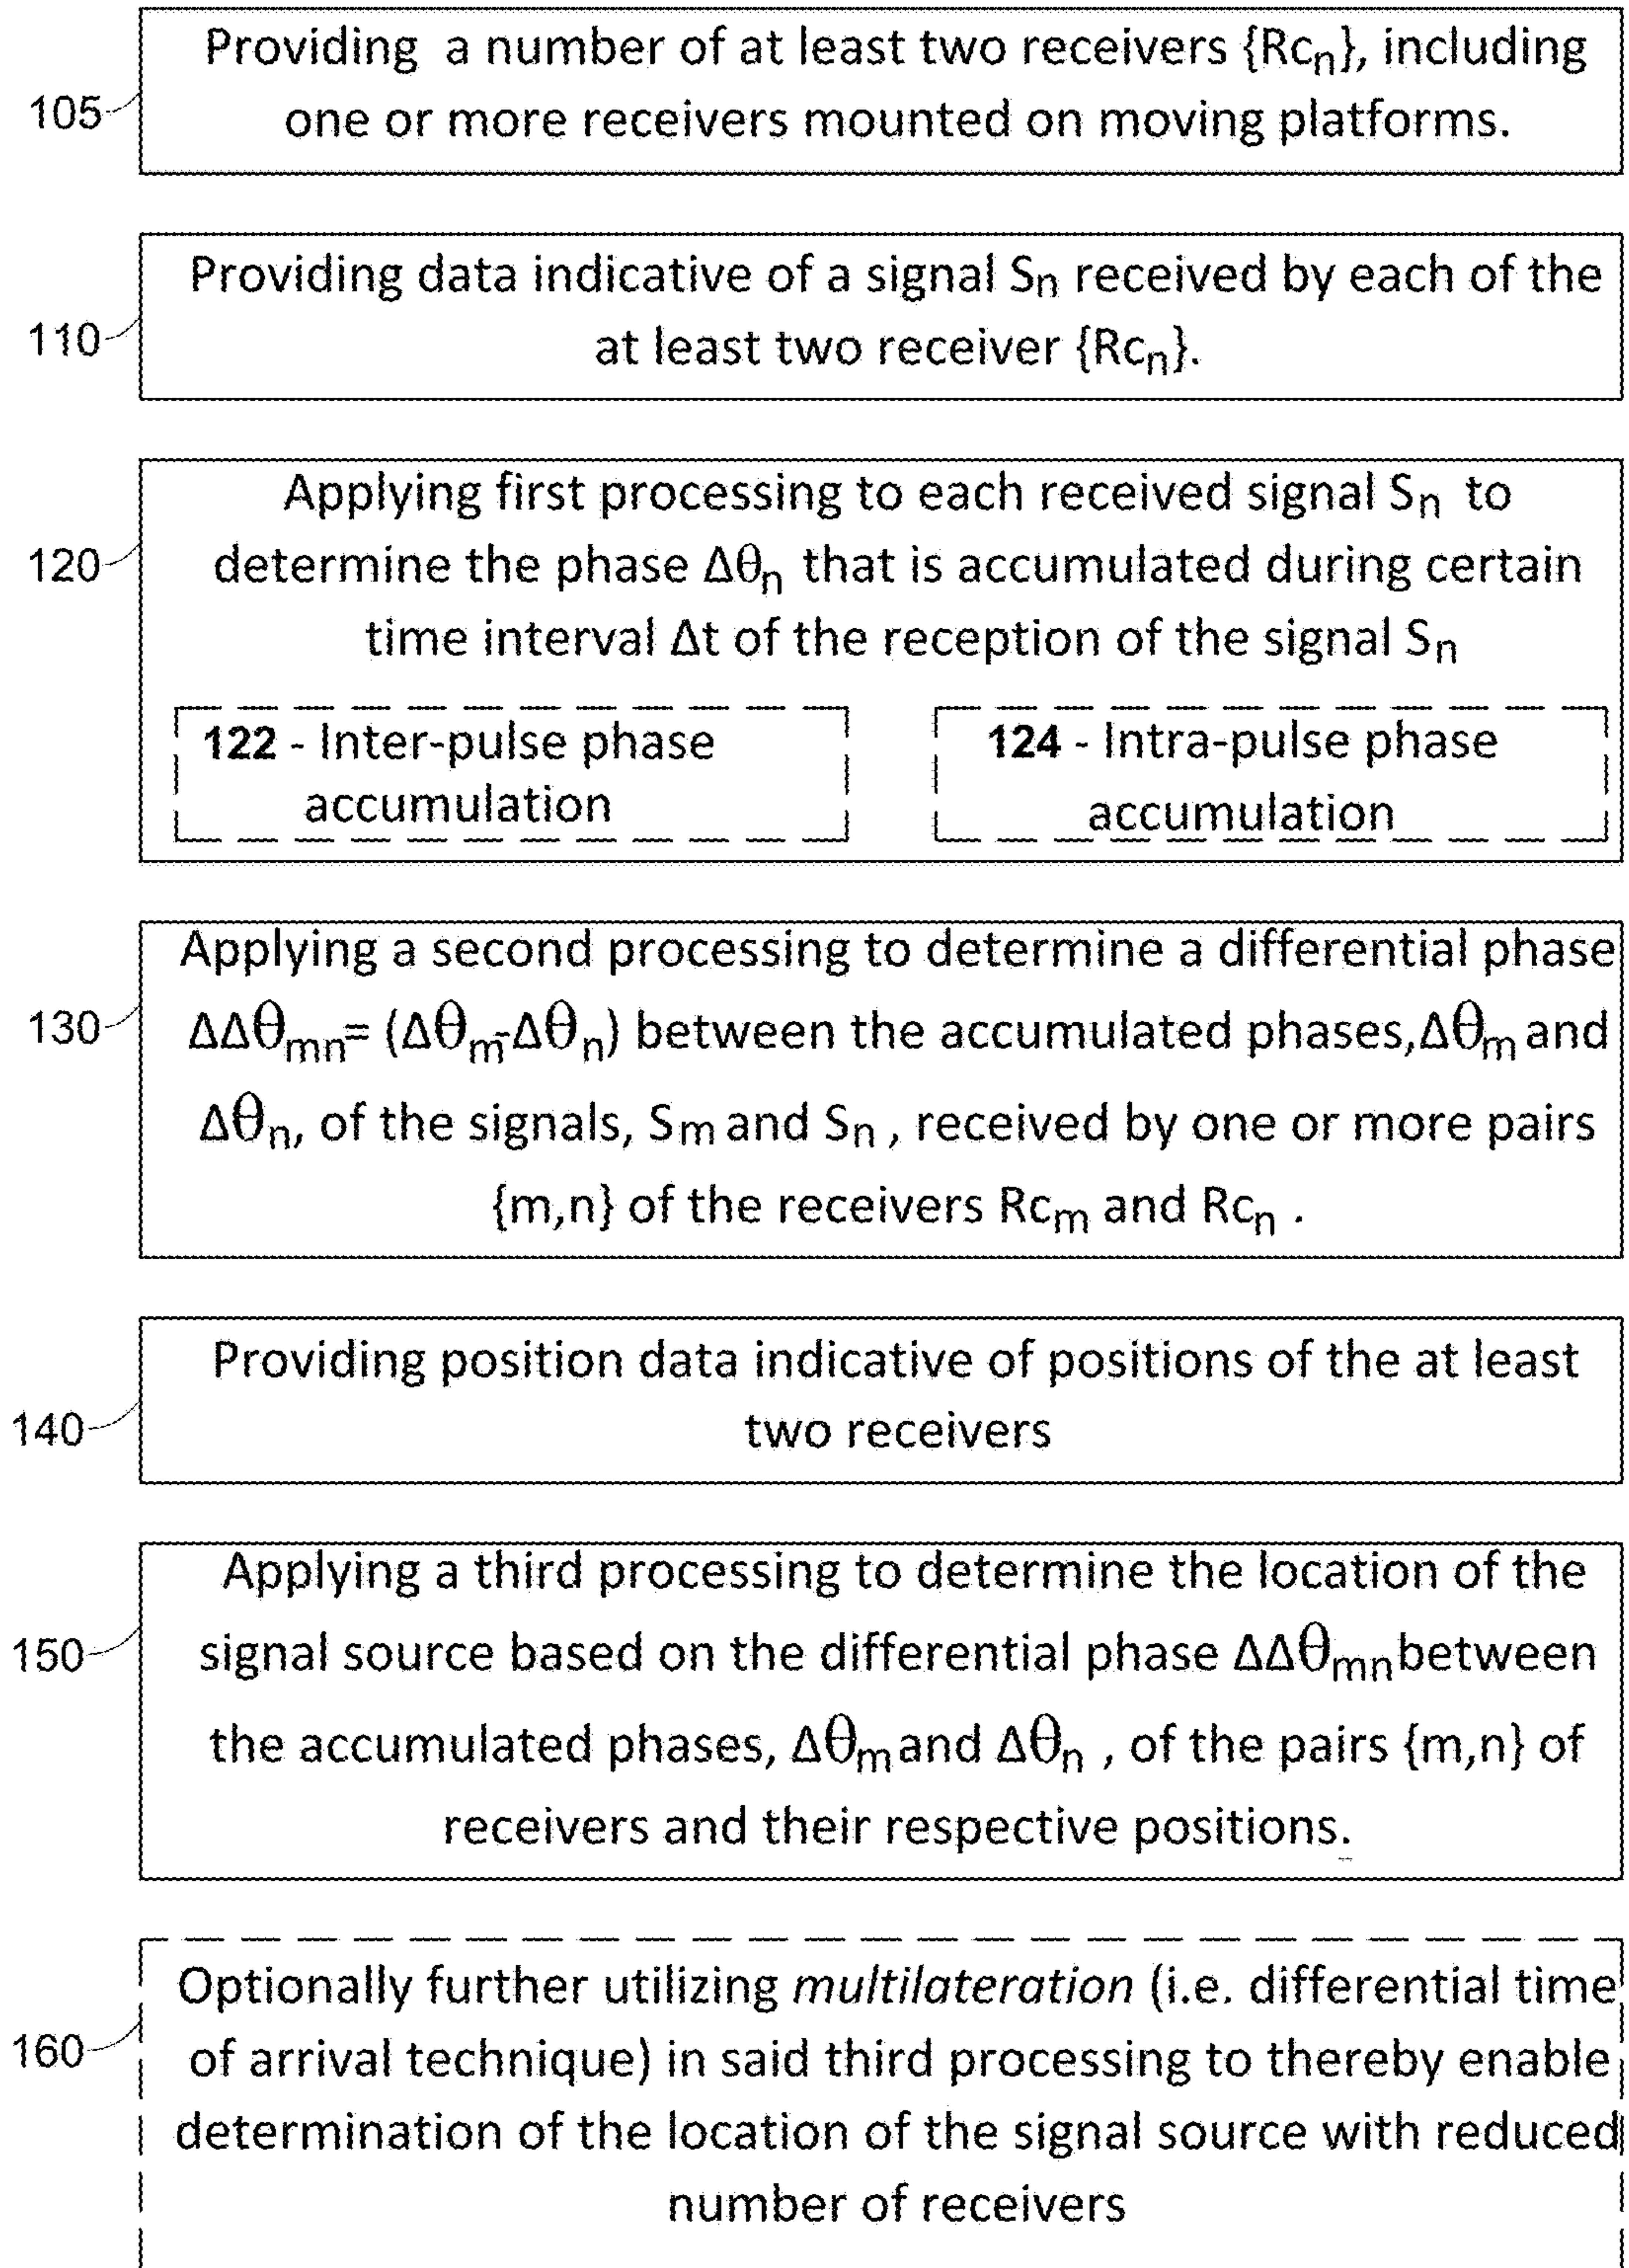 Providing a number of at least two receivers {Rcn}, including
105
one or more receivers mounted on moving platforms.
Providing data indicative of a signal Sn received by each of the
110
at least two receiver {Rcn}.
Applying first processing to each received signal Sn to
120
determine the phase Δθn that is accumulated during certain
time interval Δt of the reception of the signal Sn
122 - Inter-pulse phase
accumulation
124 - Intra-pulse phase
accumulation
Applying a second processing to determine a differential phase
130
ΔΔθmn= (Δθm-Δθn) between the accumulated phases,Δθm and
Δθn, of the signals, Sm and Sn , received by one or more pairs
{m,n} of the receivers Rcm and Rcn .
Providing position data indicative of positions of the at least
140
two receivers
Applying a third processing to determine the location of the
150
signal source based on the differential phase ΔΔθmn between
the accumulated phases, Δθm and Δθn , of the pairs {m,n} of
receivers and their respective positions.
Optionally further utilizing multilateration (i.e. differential time
160
of arrival technique) in said third processing to thereby enable
determination of the location of the signal source with reduced
number of receivers